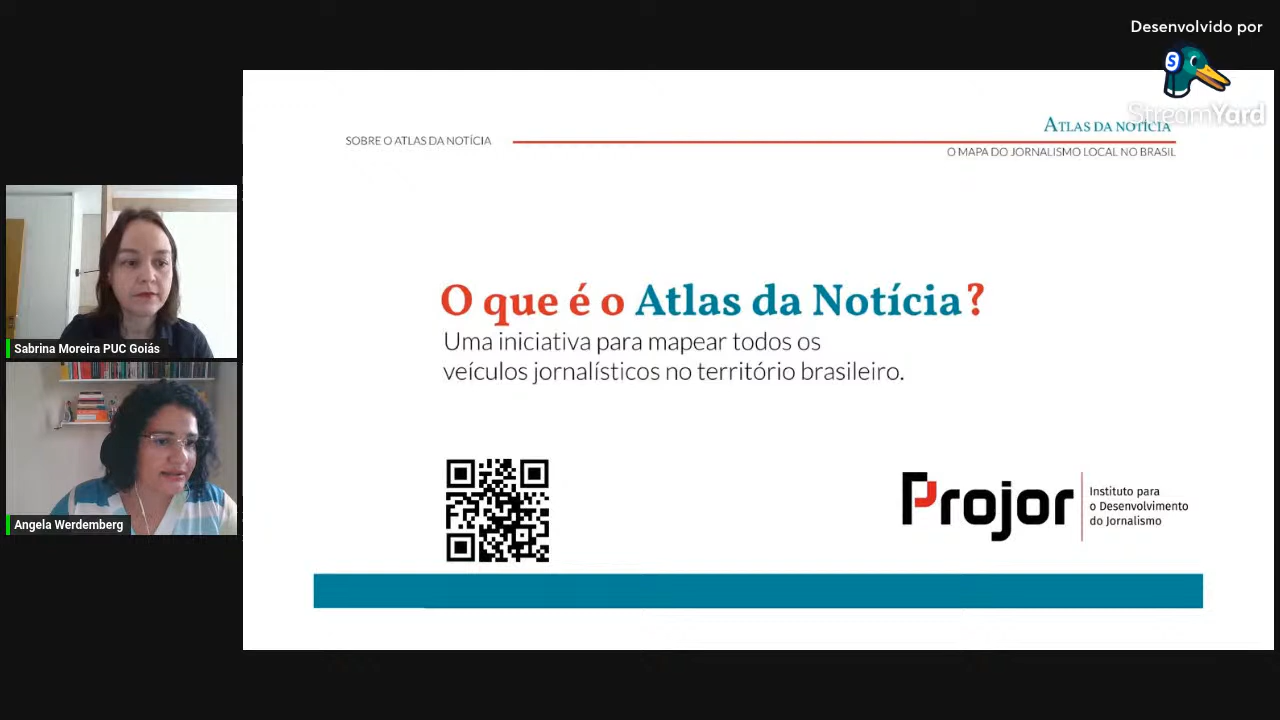 Desenvolvido por
S
StreamYard
SOBRE O ATLAS DA NOTÍCIA
ATLAS DA NOTÍCIA
O MAPA DO JORNALISMO LOCAL NO BRASIL
Sabrina Moreira PUC Goiás
Angela Werdemberg
O que é o Atlas da Notícia?
Uma iniciativa para mapear todos os
veículos jornalísticos no território brasileiro.
Projor
Instituto para
o Desenvolvimento
do Jornalismo